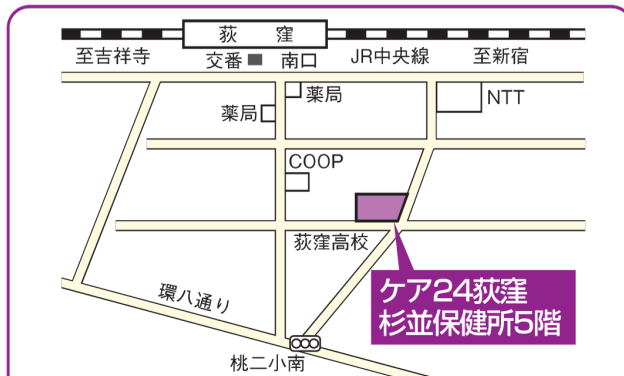 荻窪
至吉祥寺
交番
南口
JR中央線
至新宿
薬局
薬局
NTT
COOP
荻窪高校
ケア24荻窪
杉並保健所5階
環八通り
桃二小南